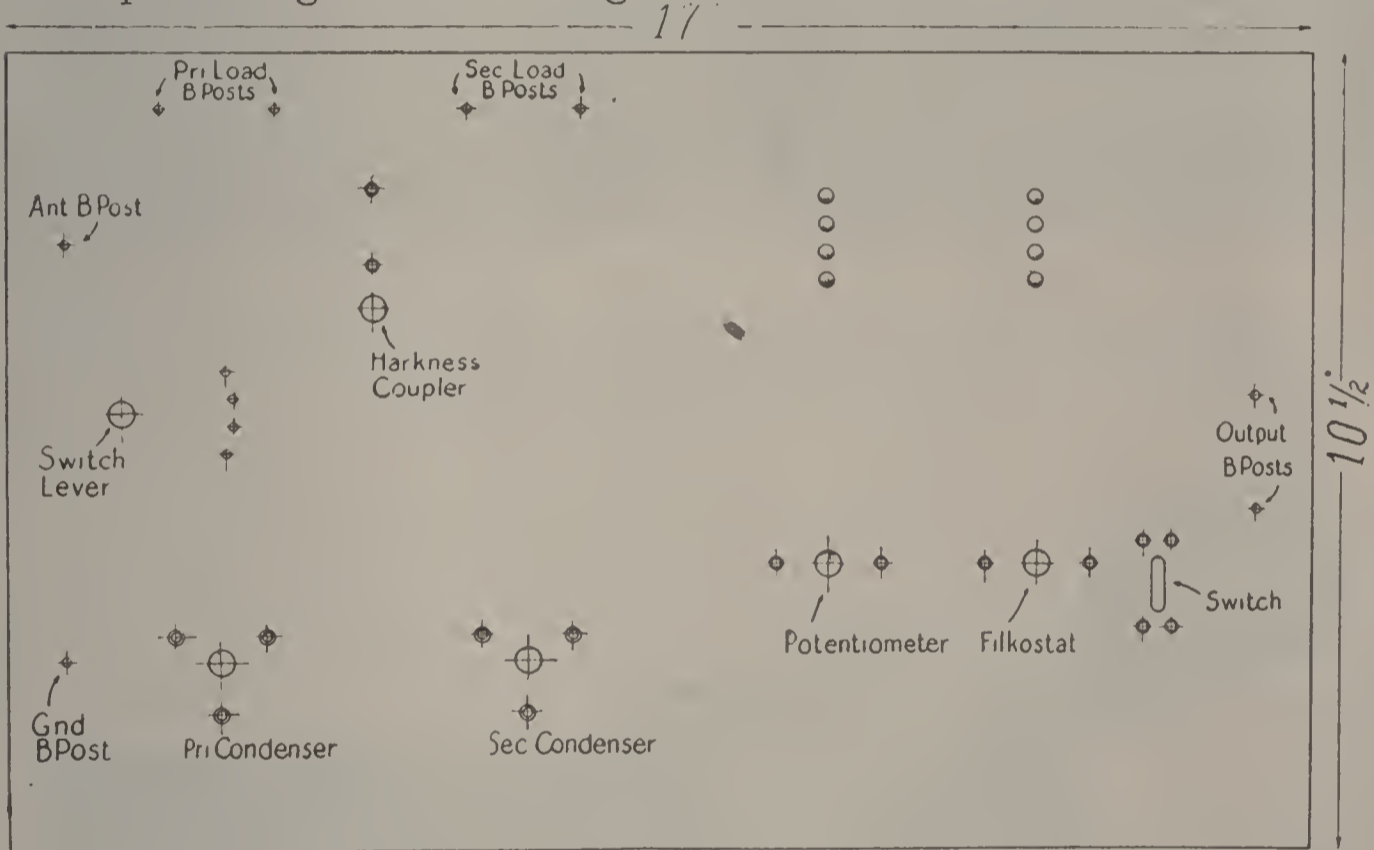 17"
Pri Load
B Posts
Sec Load
B Posts
Ant B Post
Harkness
Coupler
Switch
Lever
Output
B Posts
10 ½"
Switch
Potentiometer
Filkostat
Gnd
B Post
Pri Condenser
Sec Condenser